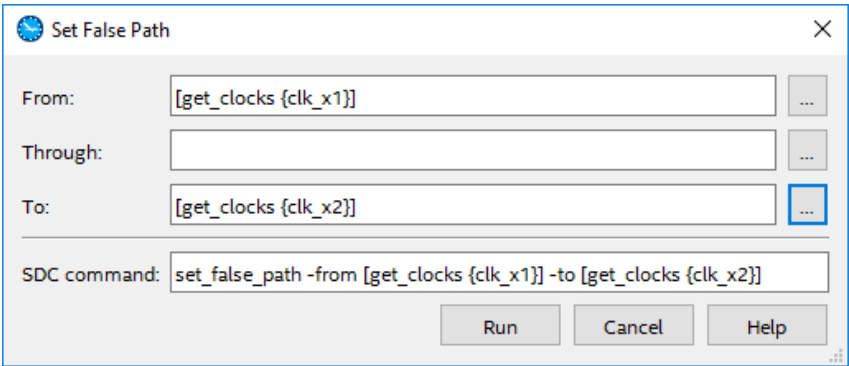 Set False Path
From: [get_clocks {clk_x1}] ...
Through: ...
To: [get_clocks {clk_x2}] ...
SDC command: set_false_path -from [get_clocks {clk_x1}] -to [get_clocks {clk_x2}]
Run Cancel Help